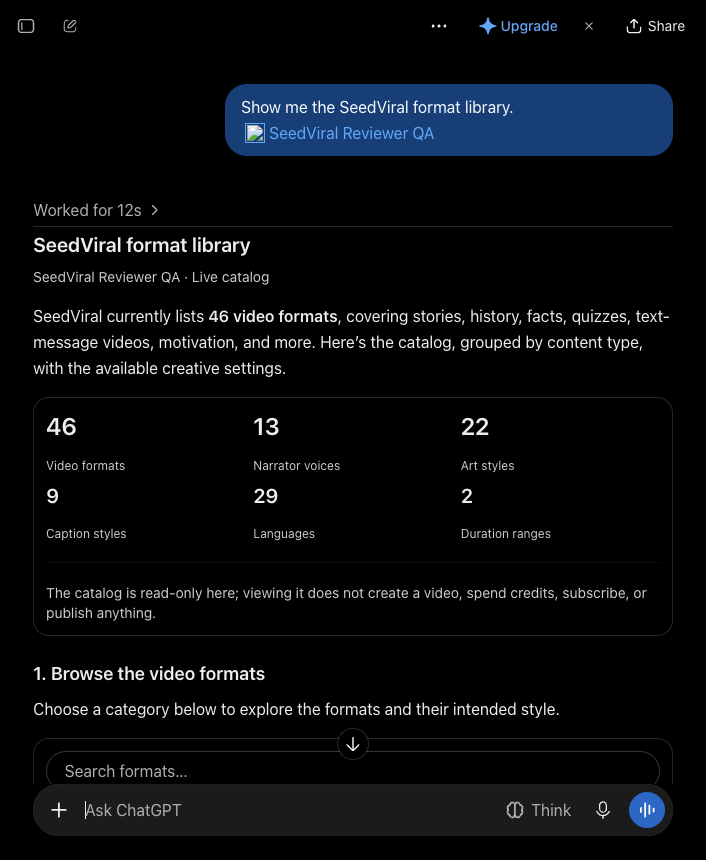 Upgrade
Share
Show me the SeedViral format library.
SeedViral Reviewer QA
Worked for 12s
SeedViral format library
SeedViral Reviewer QA · Live catalog
SeedViral currently lists 46 video formats, covering stories, history, facts, quizzes, text-
message videos, motivation, and more. Here’s the catalog, grouped by content type,
with the available creative settings.
46
13
22
Video formats
Narrator voices
Art styles
9
29
2
Caption styles
Languages
Duration ranges
The catalog is read-only here; viewing it does not create a video, spend credits, subscribe, or
publish anything.
1. Browse the video formats
Choose a category below to explore the formats and their intended style.
Search formats...
Ask ChatGPT
Think